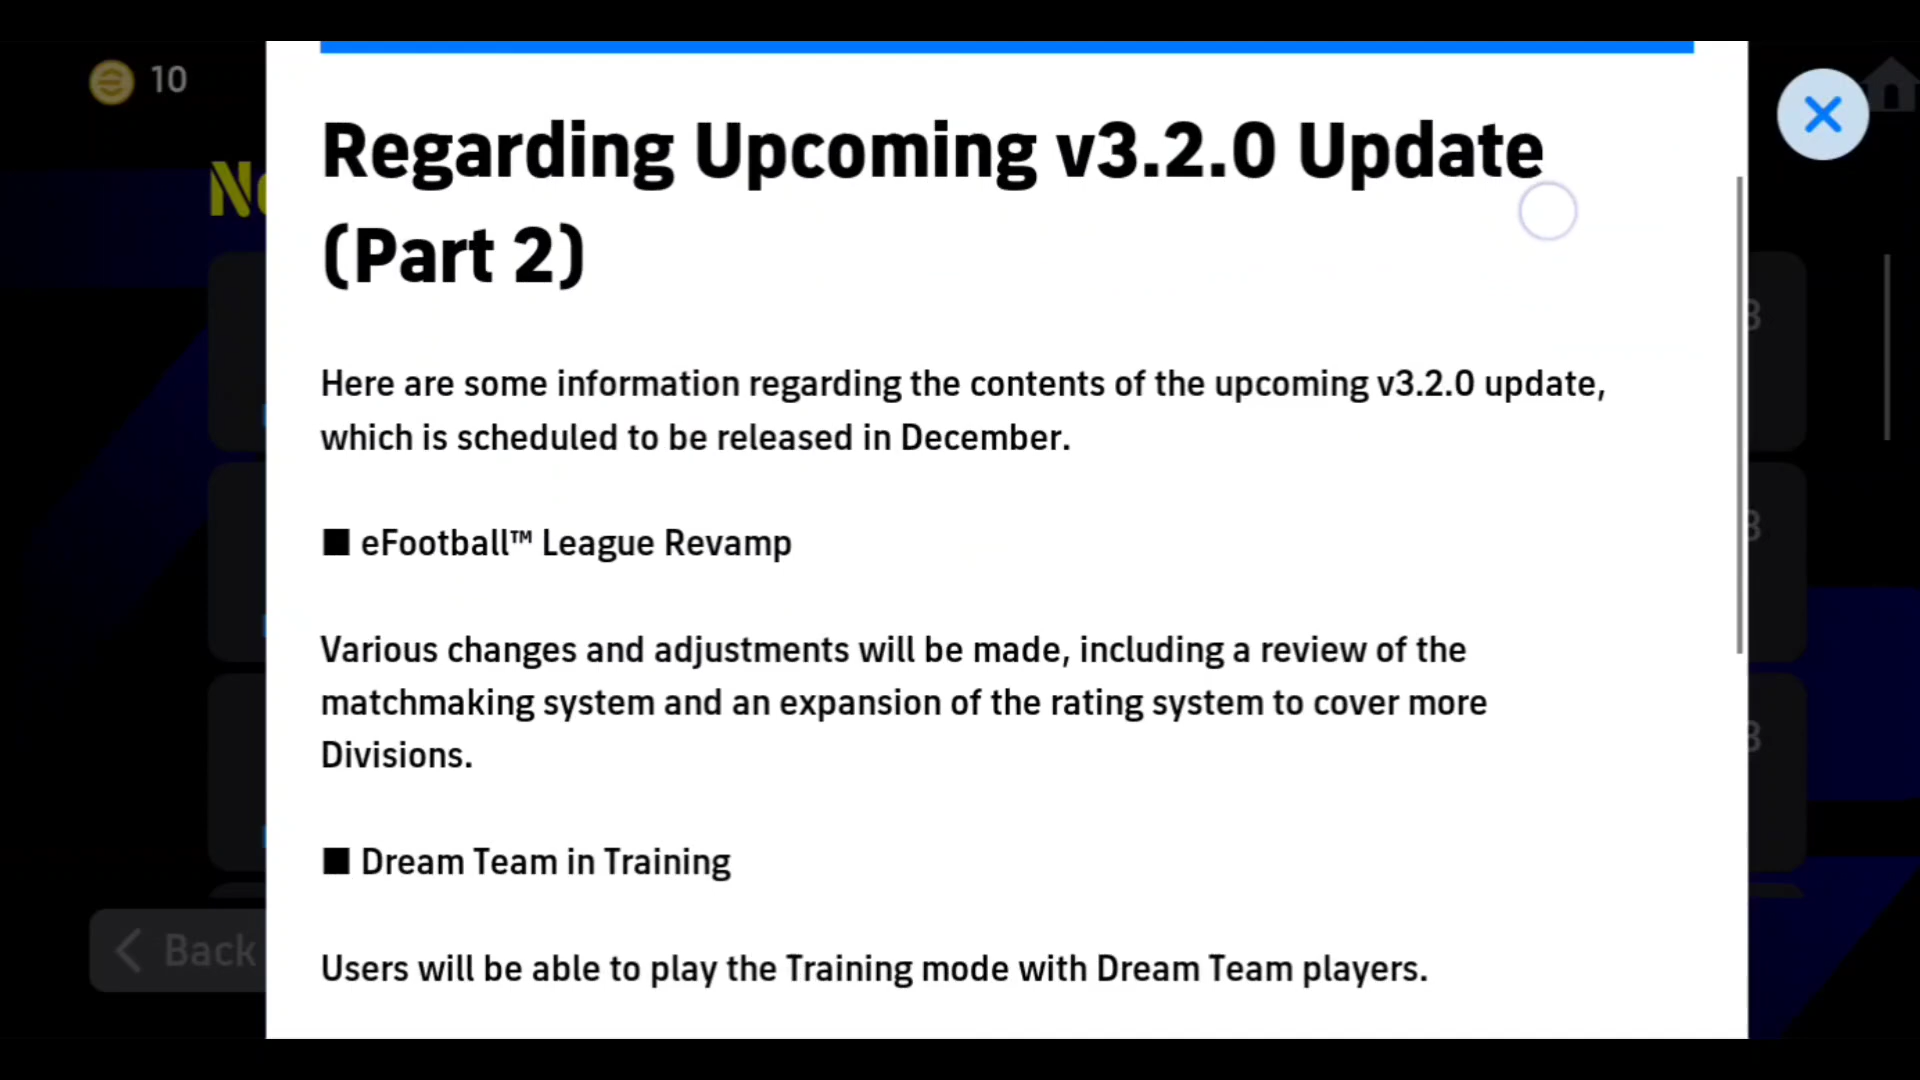 10
Regarding Upcoming v3.2.0 Update
(Part 2)
Here are some information regarding the contents of the upcoming v3.2.0 update,
which is scheduled to be released in December.
■ eFootball™ League Revamp
Various changes and adjustments will be made, including a review of the
matchmaking system and an expansion of the rating system to cover more
Divisions.
■ Dream Team in Training
Back
Users will be able to play the Training mode with Dream Team players.